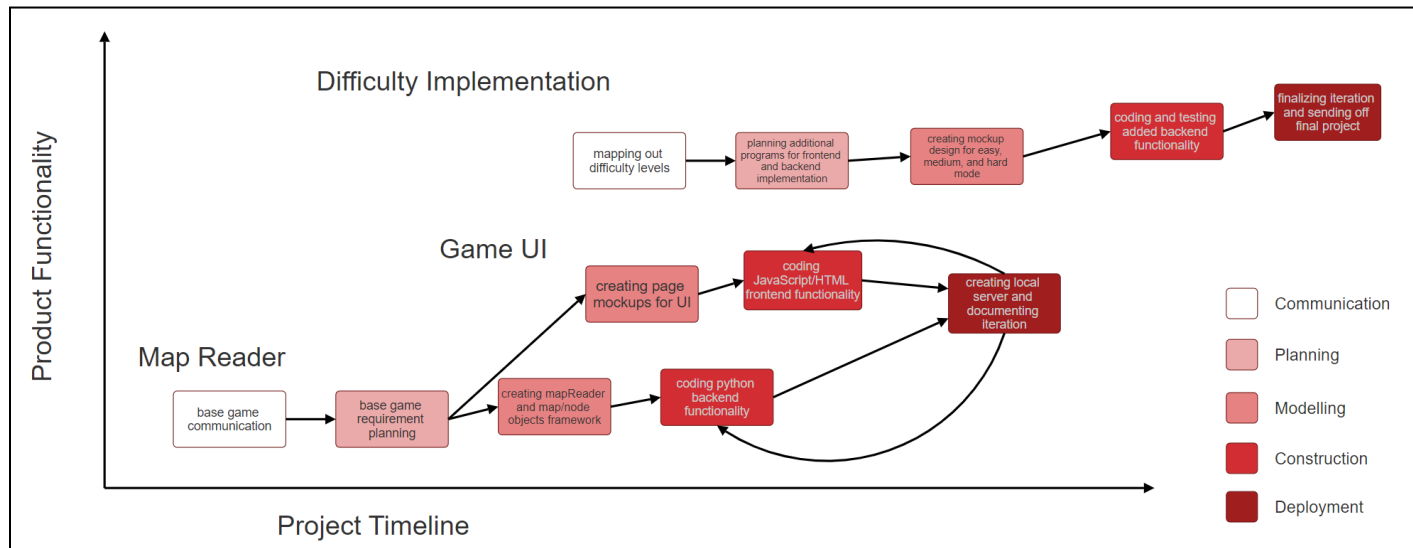 Product Functionality
Difficulty Implementation
mapping out
difficulty levels
planning additional
programs for frontend
and backend
implementation
creating mockup
design for easy,
medium, and hard
mode
coding and testing
added backend
functionality
finalizing iteration
and sending off
final project
Game UI
creating page
mockups for UI
coding
JavaScript/HTML
frontend functionality
creating local
server and
documenting
iteration
Map Reader
base game
communication
base game
requirement
planning
creating mapReader
and map/node
objects framework
coding python
backend
functionality
Communication
Planning
Modelling
Construction
Deployment
Project Timeline